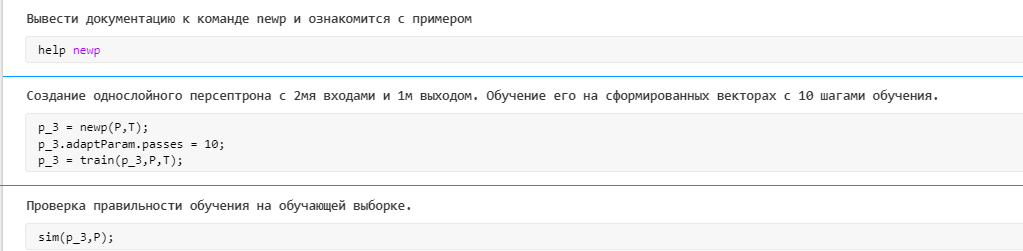 Вывести документацию к команде newp и ознакомится с примером
help newp
Создание однослойного персептрона с 2мя входами и 1м выходом. Обучение его на сформированных векторах с 10 шагами обучения.
p_3 = newp(P,T);
p_3.adaptParam.passes = 10;
p_3 = train(p_3,P,T);
Проверка правильности обучения на обучающей выборке.
sim(p_3,P);